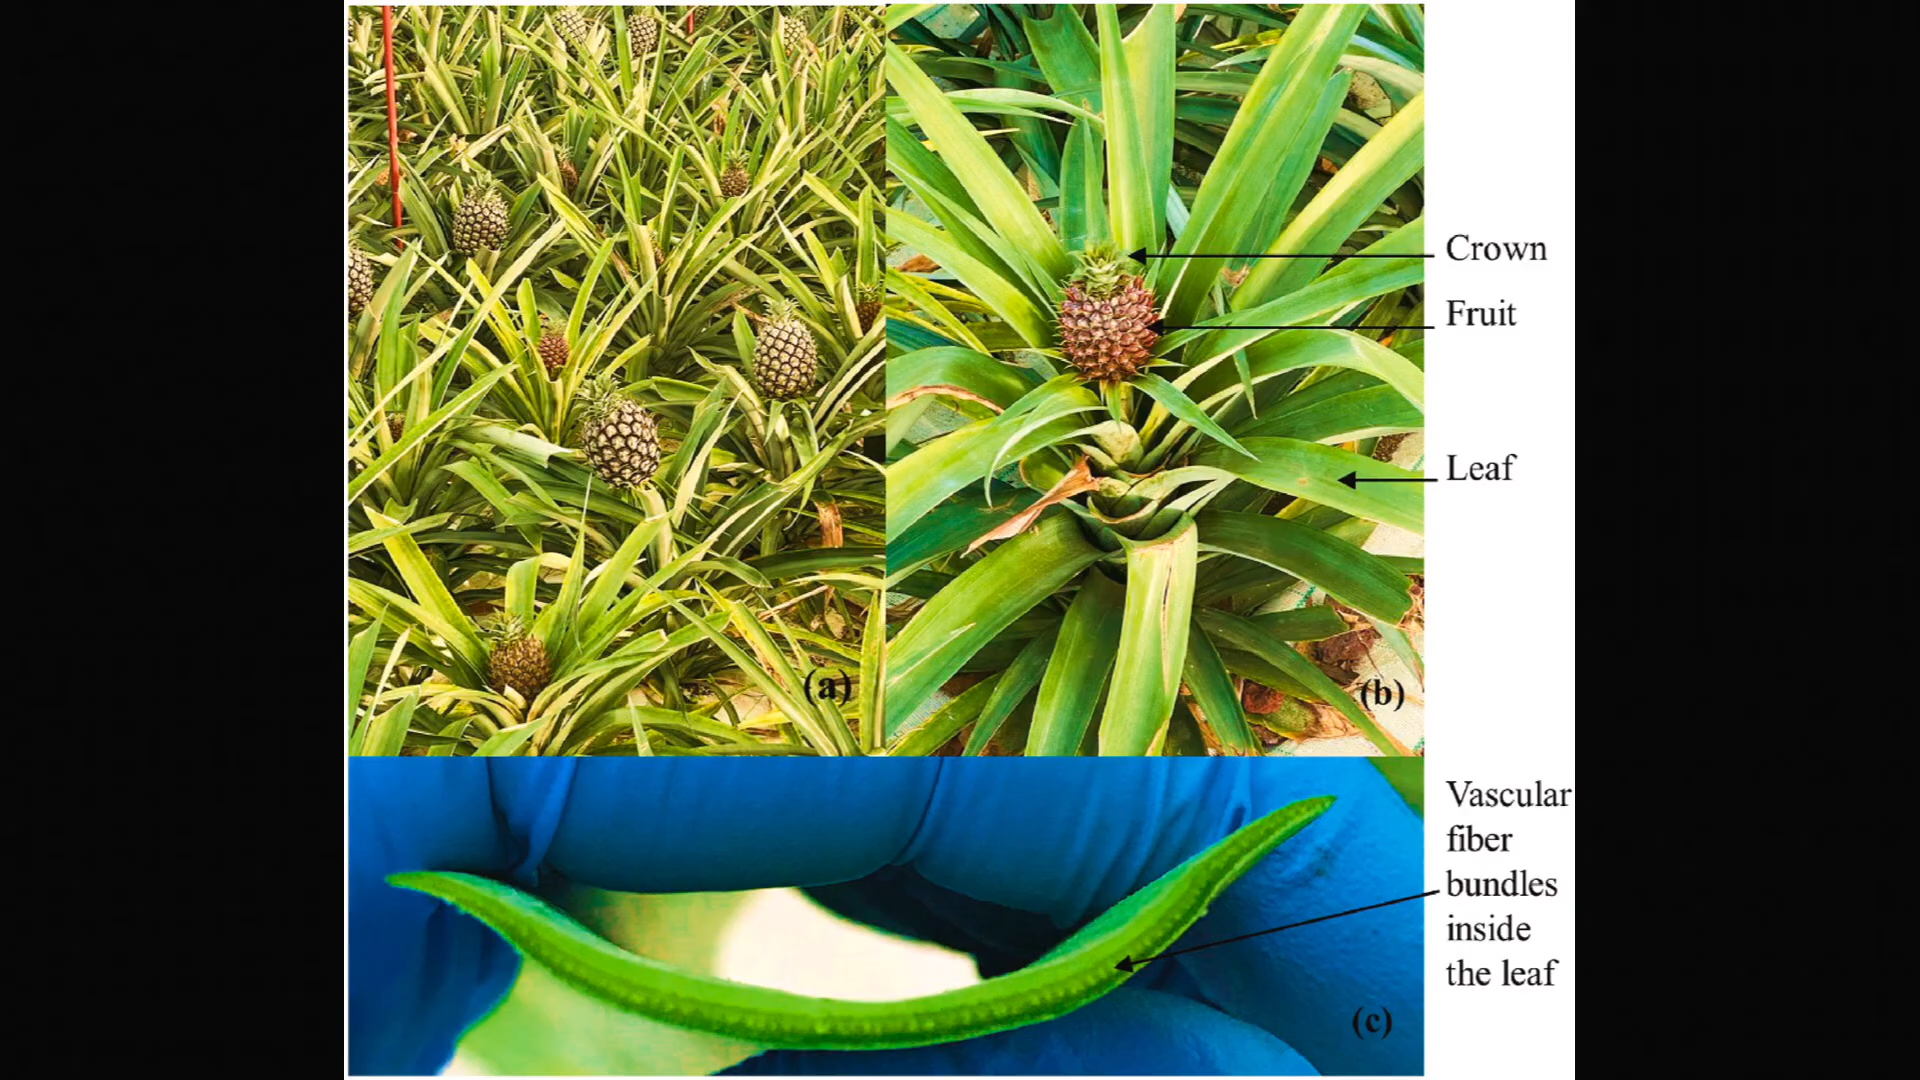 Crown
Fruit
Leaf
(a)
(b)
Vascular
fiber
bundles
inside
the leaf
(c)